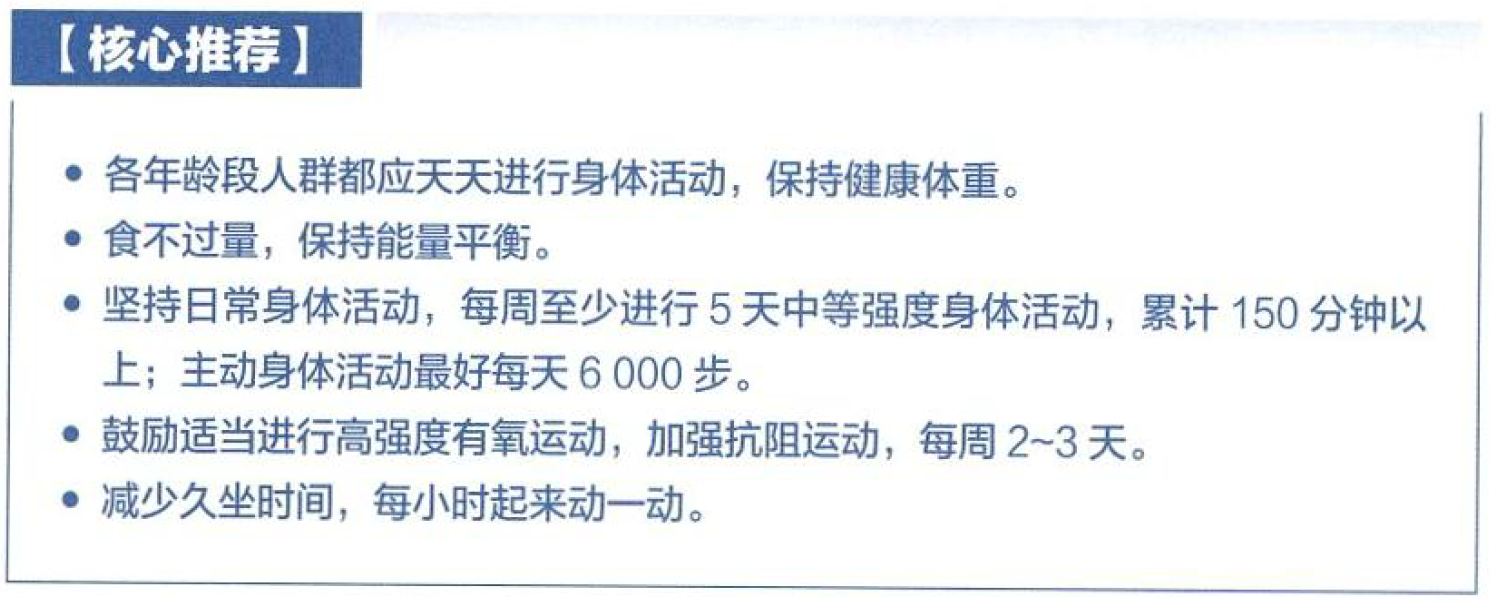 【核心推荐】
• 各年龄段人群都应天天进行身体活动，保持健康体重。
• 食不过量，保持能量平衡。
• 坚持日常身体活动，每周至少进行 5 天中等强度身体活动，累计 150 分钟以
上；主动身体活动最好每天 6 000 步。
• 鼓励适当进行高强度有氧运动，加强抗阻运动，每周 2~3 天。
• 减少久坐时间，每小时起来动一动。